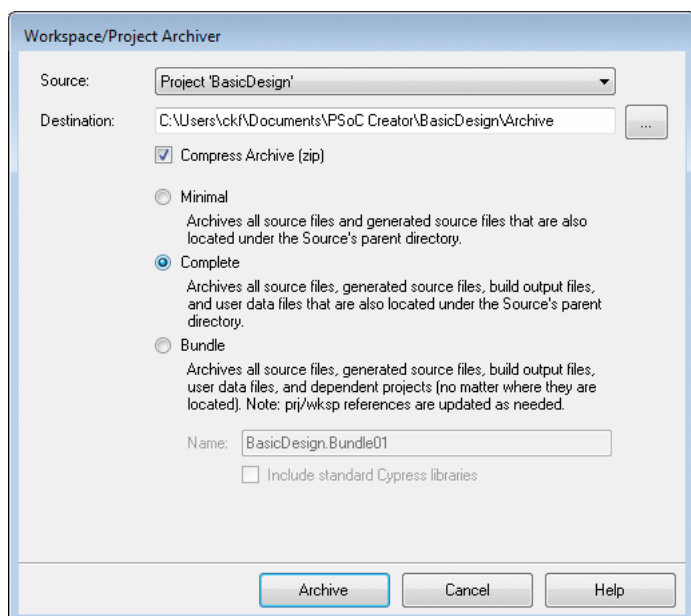 Workspace/Project Archiver
Source: Project 'BasicDesign'
Destination: C:\Users\ckf\Documents\PSoC Creator\BasicDesign\Archive ...
Compress Archive (zip)
Minimal
Archives all source files and generated source files that are also
located under the Source's parent directory.
Complete
Archives all source files, generated source files, build output files,
and user data files that are also located under the Source's parent
directory.
Bundle
Archives all source files, generated source files, build output files,
user data files, and dependent projects (no matter where they are
located). Note: prj/wksp references are updated as needed.
Name: BasicDesign.Bundle01
Include standard Cypress libraries
Archive Cancel Help